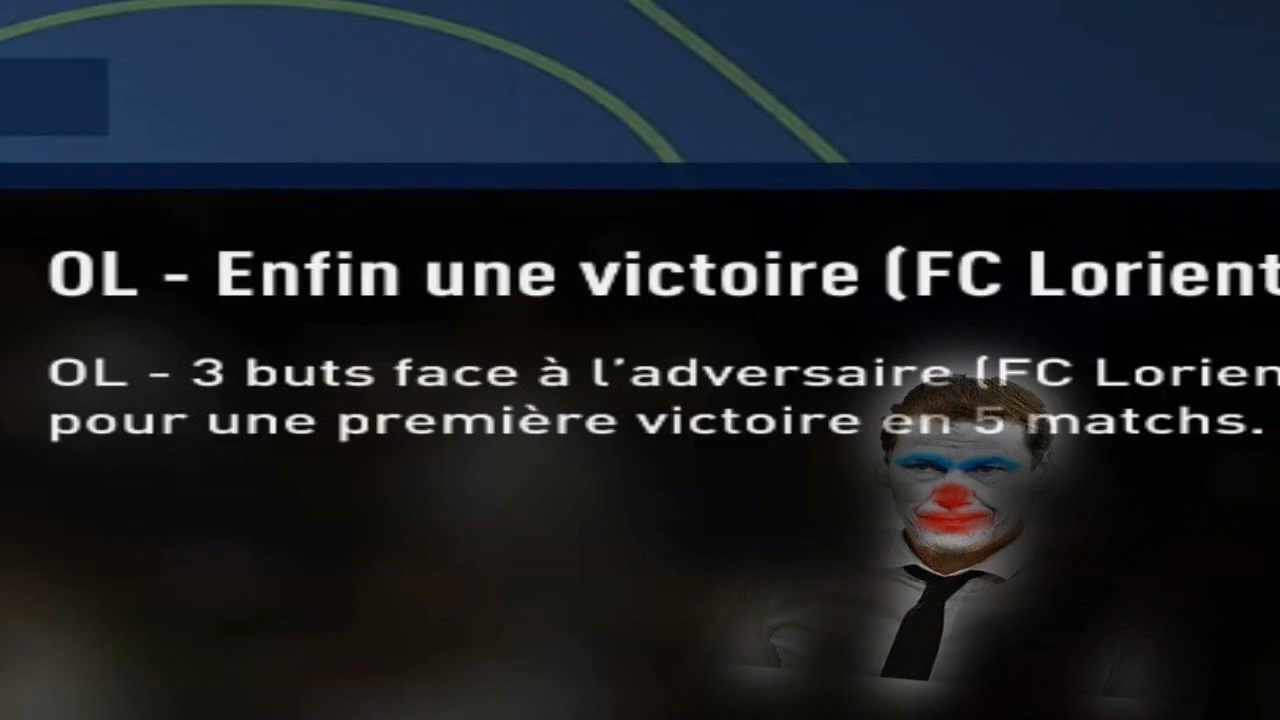 OL - Enfin une victoire (FC Lorient
OL - 3 buts face à l'adversaire (FC Lorien
pour une première victoire en 5 matchs.